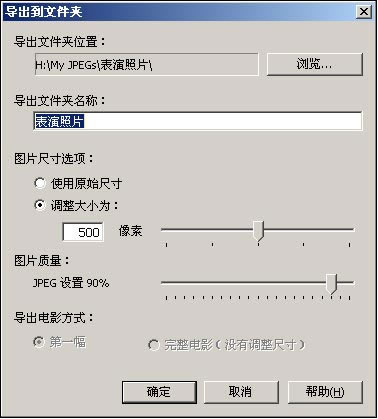 导出到文件夹
导出文件夹位置：
H:\My JPEGs\表演照片\
浏览...
导出文件夹名称：
表演照片
图片尺寸选项：
使用原始尺寸
调整大小为：
500 像索
图片质量：
JPEG 设置 90%
导出电影方式：
第一幅
完整电影（没有调整尺寸）
确定 取消 帮助(H)